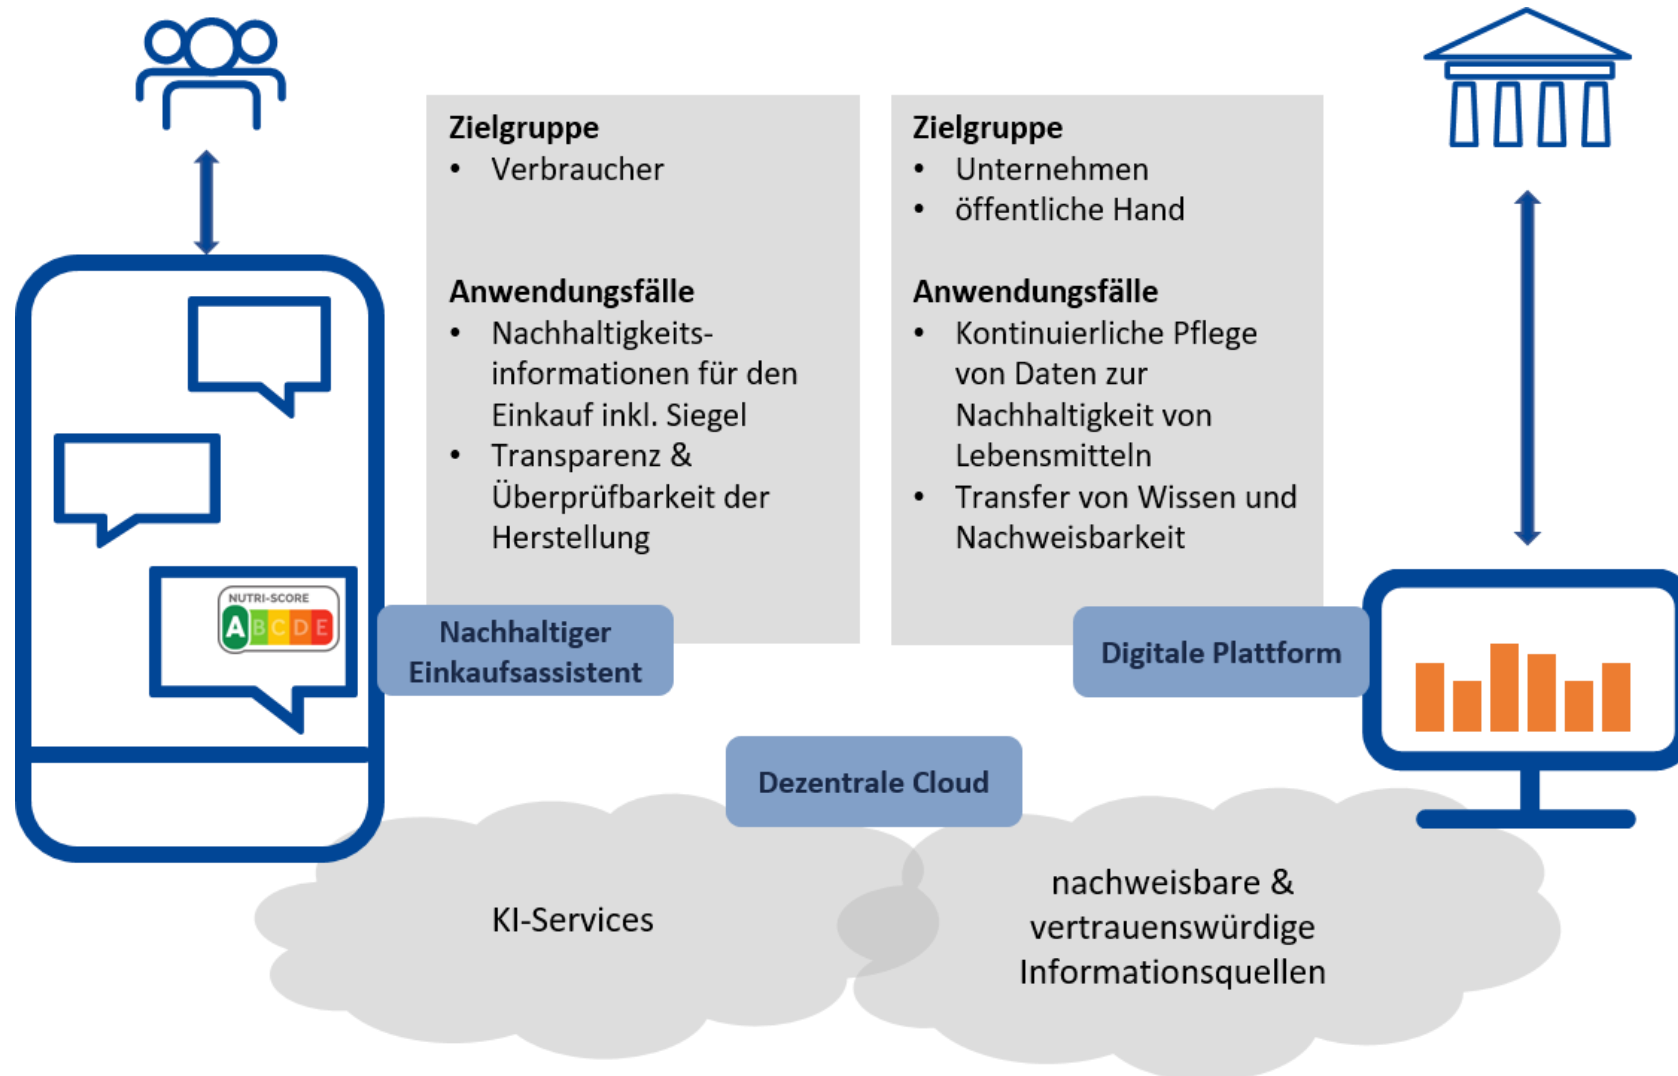 Zielgruppe
• Verbraucher
Anwendungsfälle
• Nachhaltigkeits-
informationen für den
Einkauf inkl. Siegel
• Transparenz &
Überprüfbarkeit der
Herstellung
Zielgruppe
• Unternehmen
• öffentliche Hand
Anwendungsfälle
• Kontinuierliche Pflege
von Daten zur
Nachhaltigkeit von
Lebensmitteln
• Transfer von Wissen und
Nachweisbarkeit
NUTRI-SCORE
A B C D E
Nachhaltiger
Einkaufsassistent
Digitale Plattform
Dezentrale Cloud
KI-Services
nachweisbare &
vertrauenswürdige
Informationsquellen